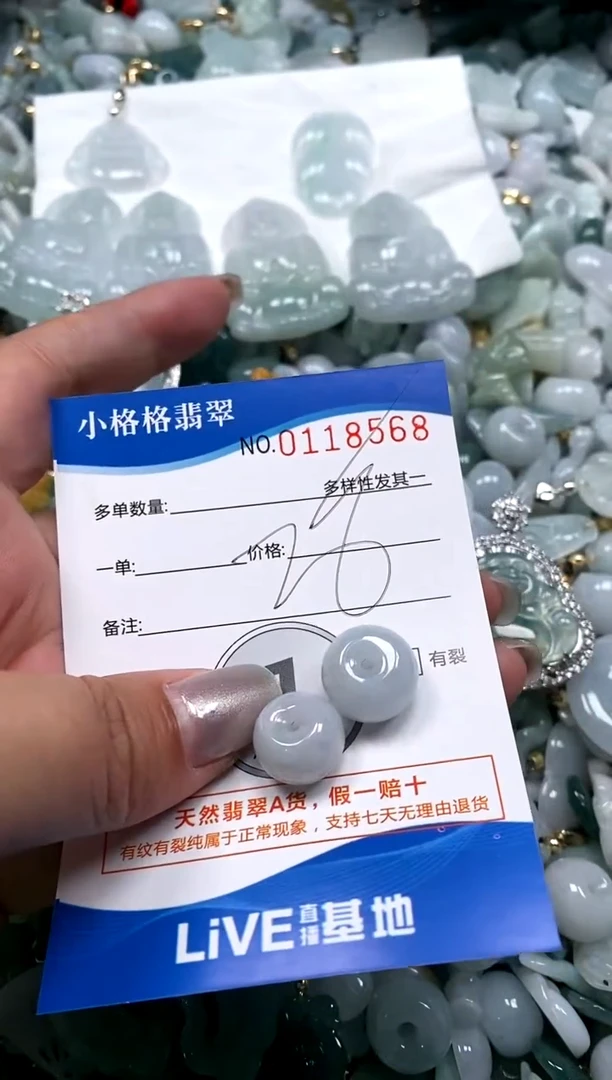 小格格翡翠
NO.0118568
多样性发其一
多单数量:
一单: 价格:
28
备注:
有裂
天然翡翠A货，假一赔十
有纹有裂纯属于正常现象，支持七天无理由退货
LiVE直播基地